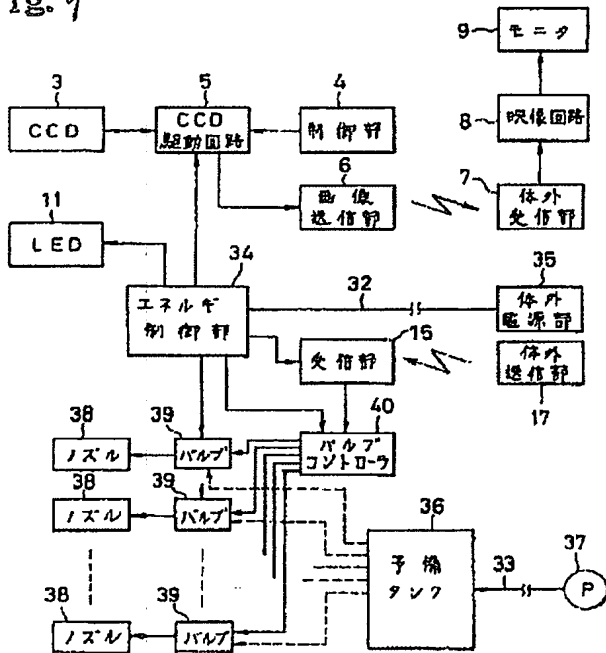 ig. 9
9
モニタ
3
5
4
CCD
CCD
駆動回路
制御部
8
映像回路
6
画像
送信部
7
体外
受信部
11
LED
34
エネルギ
制御部
32
35
体外
電源部
16
受信部
体外
送信部
17
40
バルブ
コントローラ
38
39
ノズル
バルブ
38
39
ノズル
バルブ
36
予備
タンク
33
37
P
38
39
ノズル
バルブ